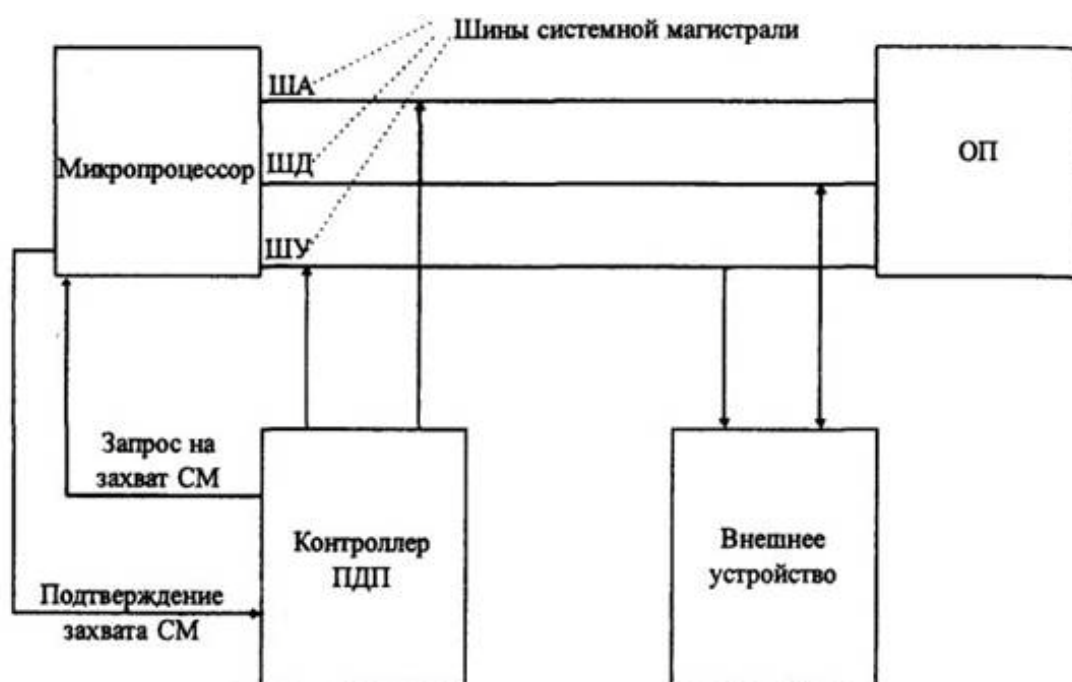 Шины системной магистрали
ША
ШД
ШУ
Микропроцессор
ОП
Запрос на
захват СМ
Контроллер
ПДП
Внешнее
устройство
Подтверждение
захвата СМ